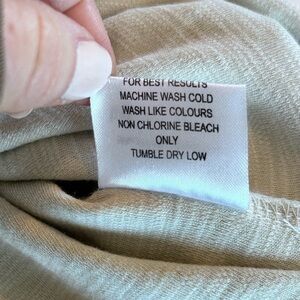 FOR BEST RESULTS
MACHINE WASH COLD
WASH LIKE COLOURS
NON CHLORINE BLEACH
ONLY
TUMBLE DRY LOW